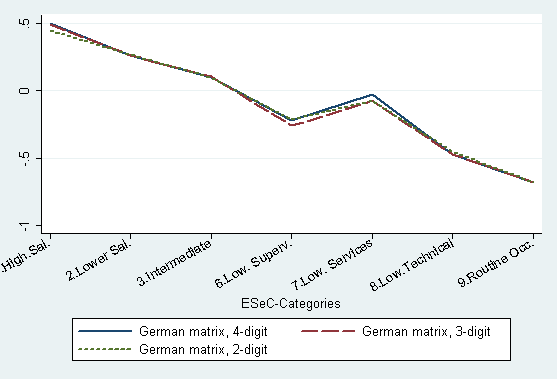 .5
0
-.5
-1
.High.Sal.
2.Lower Sal.
3.Intermediate
6.Low. Superv.
7.Low. Services
8.Low.Technical
9.Routine Occ.
ESeC-Categories
German matrix, 4-digit
German matrix, 3-digit
German matrix, 2-digit